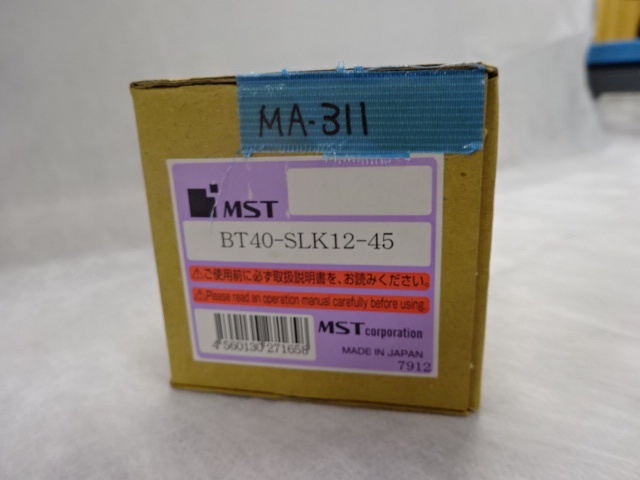 MA-311
MST
BT40-SLK12-45
⚠ご使用前に必ず取扱説明書を、お読みください。
⚠Please read an operation manual carefully before using.
4 560130 271658
MST corporation
MADE IN JAPAN
7912